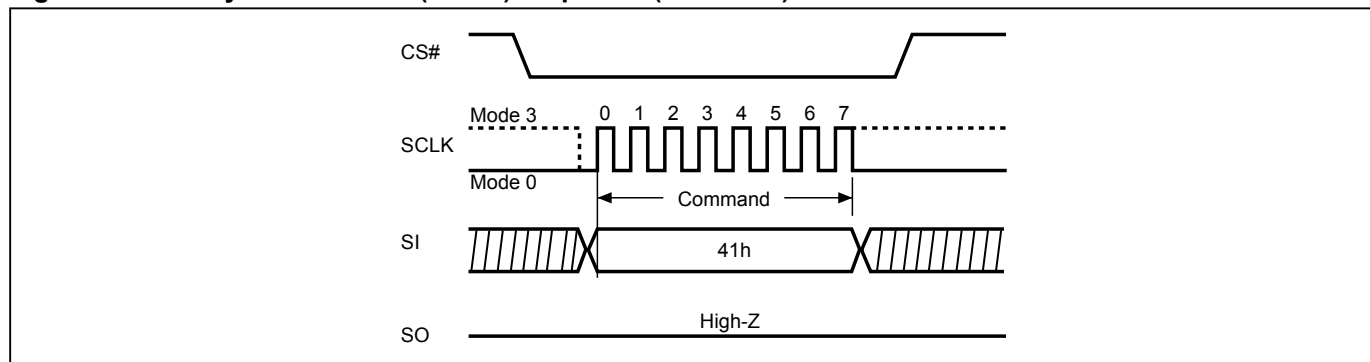 CS#
Mode 3 0 1 2 3 4 5 6 7
SCLK
Mode 0
Command
SI
41h
High-Z
SO